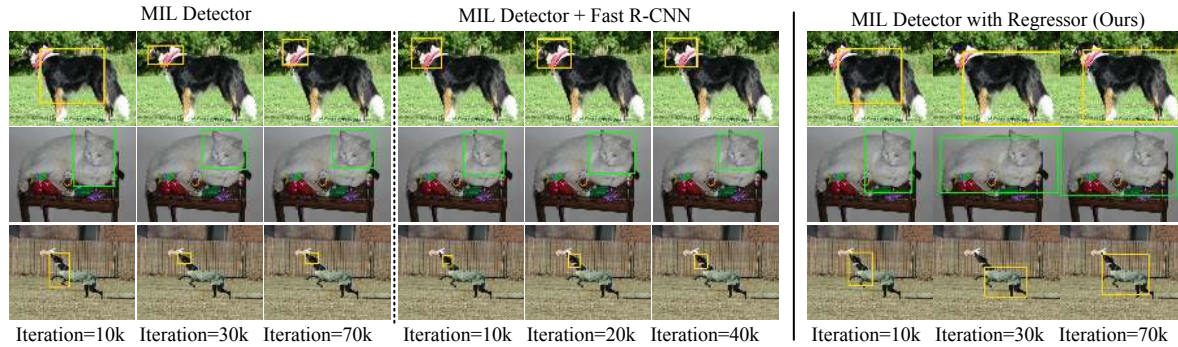 MIL Detector
MIL Detector + Fast R-CNN
MIL Detector with Regressor (Ours)
Iteration=10k Iteration=30k Iteration=70k Iteration=10k Iteration=20k Iteration=40k Iteration=10k Iteration=30k Iteration=70k